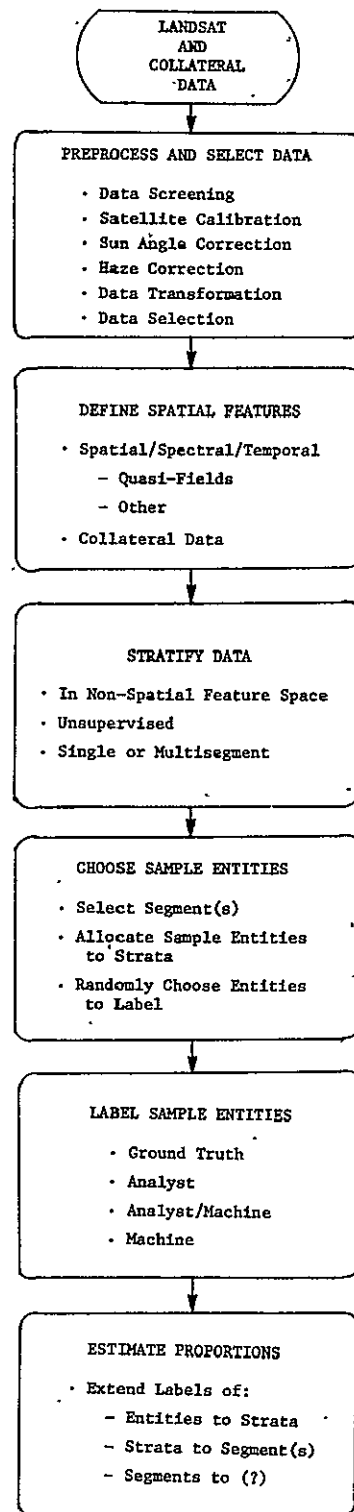 LANDSAT
AND
COLLATERAL
DATA
PREPROCESS AND SELECT DATA
· Data Screening
· Satellite Calibration
· Sun Angle Correction
· Haze Correction
· Data Transformation
· Data Selection
DEFINE SPATIAL FEATURES
· Spatial/Spectral/Temporal
– Quasi-Fields
– Other
· Collateral Data
STRATIFY DATA
· In Non-Spatial Feature Space
· Unsupervised
· Single or Multisegment
CHOOSE SAMPLE ENTITIES
· Select Segment(s)
· Allocate Sample Entities
to Strata
· Randomly Choose Entities
to Label
LABEL SAMPLE ENTITIES
· Ground Truth
· Analyst
· Analyst/Machine
· Machine
ESTIMATE PROPORTIONS
· Extend Labels of:
– Entities to Strata
– Strata to Segment(s)
– Segments to (?)